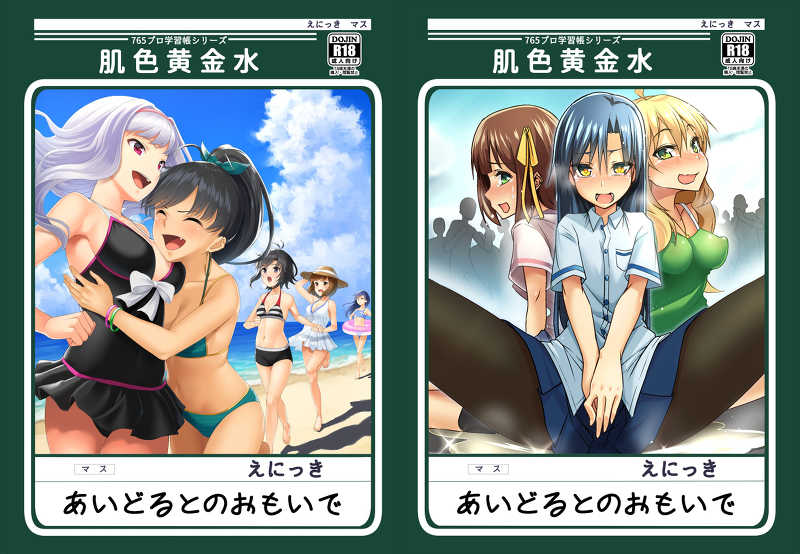 えにっき マス
765プロ学習帳シリーズ
肌色黄金水
DOJIN
R18
成人向け
マス
えにっき
あいどるとのおもいで
えにっき マス
765プロ学習帳シリーズ
肌色黄金水
DOJIN
R18
成人向け
マス
えにっき
あいどるとのおもいで